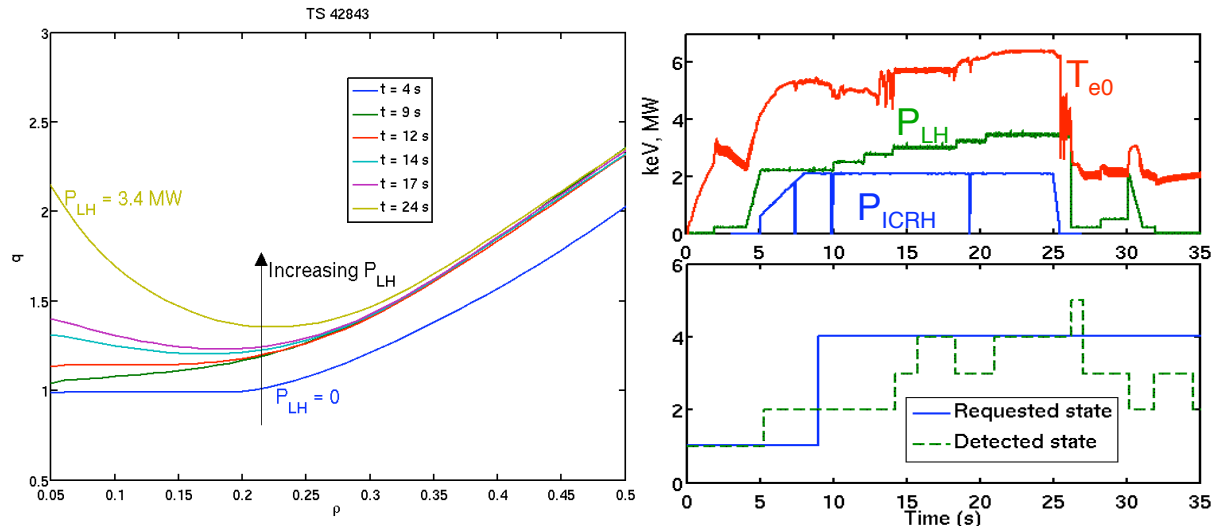 TS 42843
3
2.5
2
1.5
1
0.5
q
0.05
0.1
0.15
0.2
0.25
0.3
0.35
0.4
0.45
0.5
ρ
t = 4 s
t = 9 s
t = 12 s
t = 14 s
t = 17 s
t = 24 s
P_LH = 3.4 MW
Increasing P_LH
P_LH = 0
keV, MW
6
4
2
0
T_e0
P_LH
P_ICRH
0
5
10
15
20
25
30
35
6
4
2
0
Requested state
Detected state
0
5
10
15
20
25
30
35
Time (s)